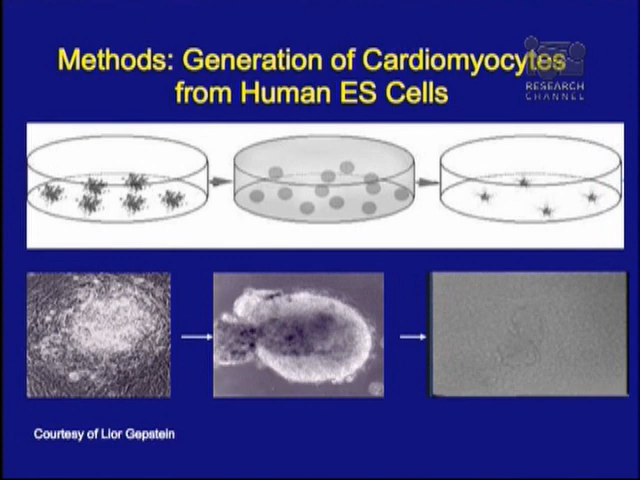 Methods: Generation of Cardiomyocytes
from Human ES Cells
RESEARCH
CHANNEL
Courtesy of Lior Gepstein